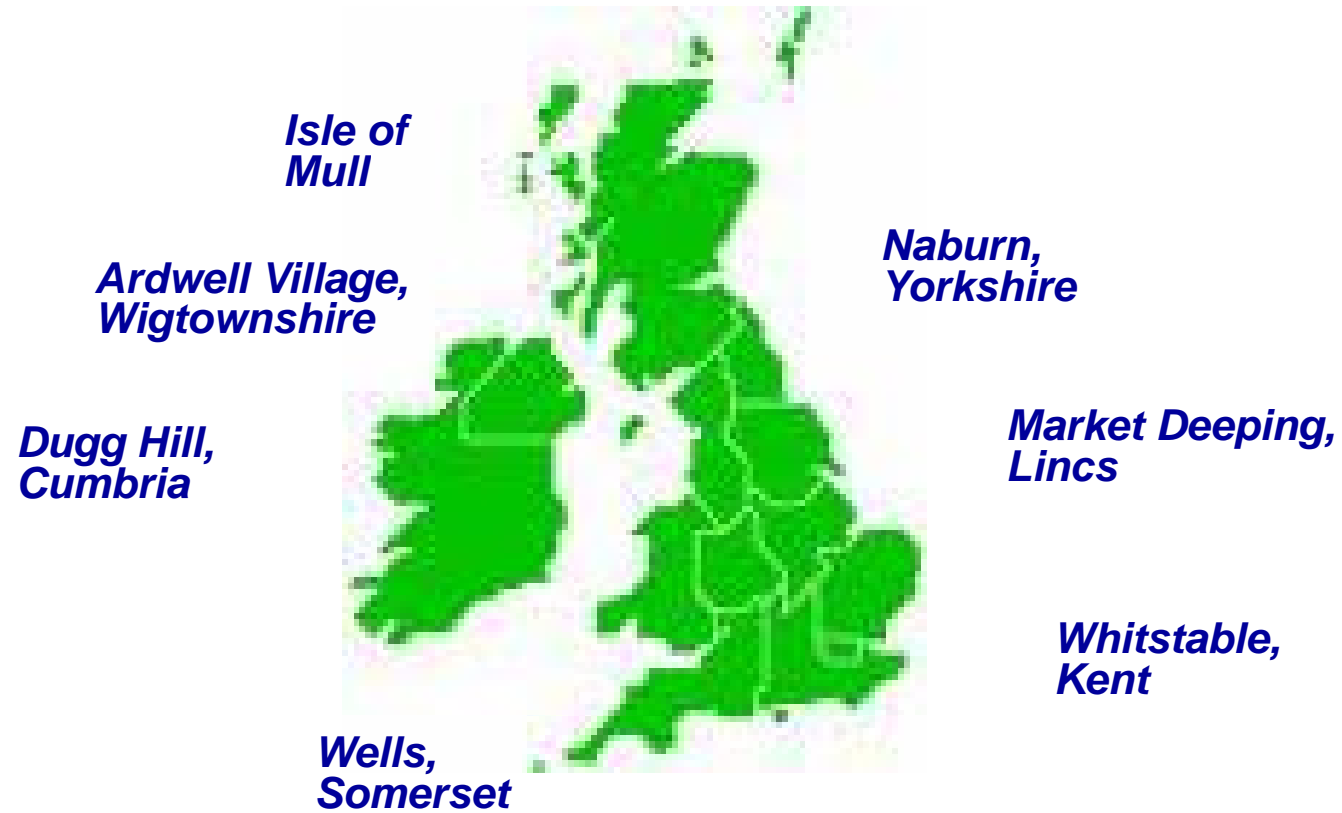 Isle of
Mull
Ardwell Village,
Wigtownshire
Naburn,
Yorkshire
Dugg Hill,
Cumbria
Market Deeping,
Lincs
Whitstable,
Kent
Wells,
Somerset